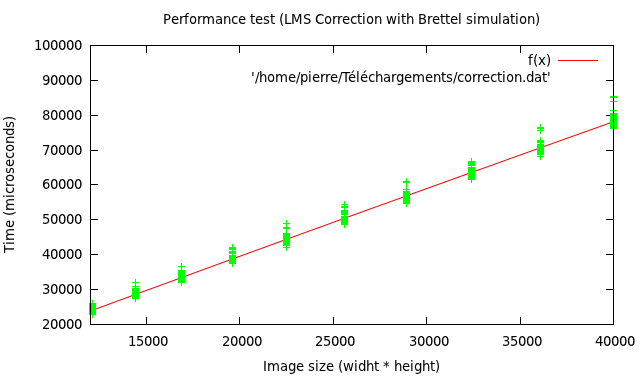 Performance test (LMS Correction with Brettel simulation)
100000
90000
80000
70000
60000
50000
40000
30000
20000
Time (microseconds)
f(x)
'/home/pierre/Téléchargements/correction.dat'
15000 20000 25000 30000 35000 40000
Image size (widht * height)